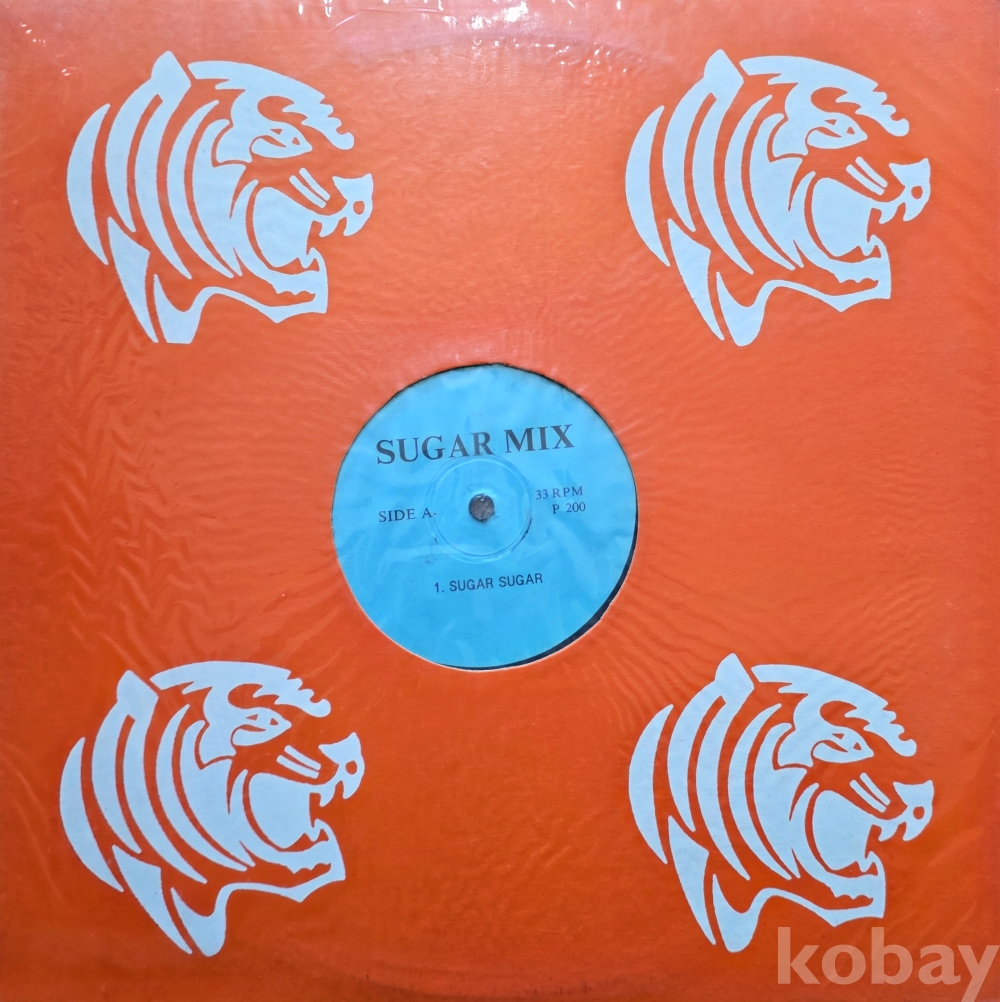 SUGAR MIX
SIDE A.
33 RPM
P 200
1. SUGAR SUGAR
kobay